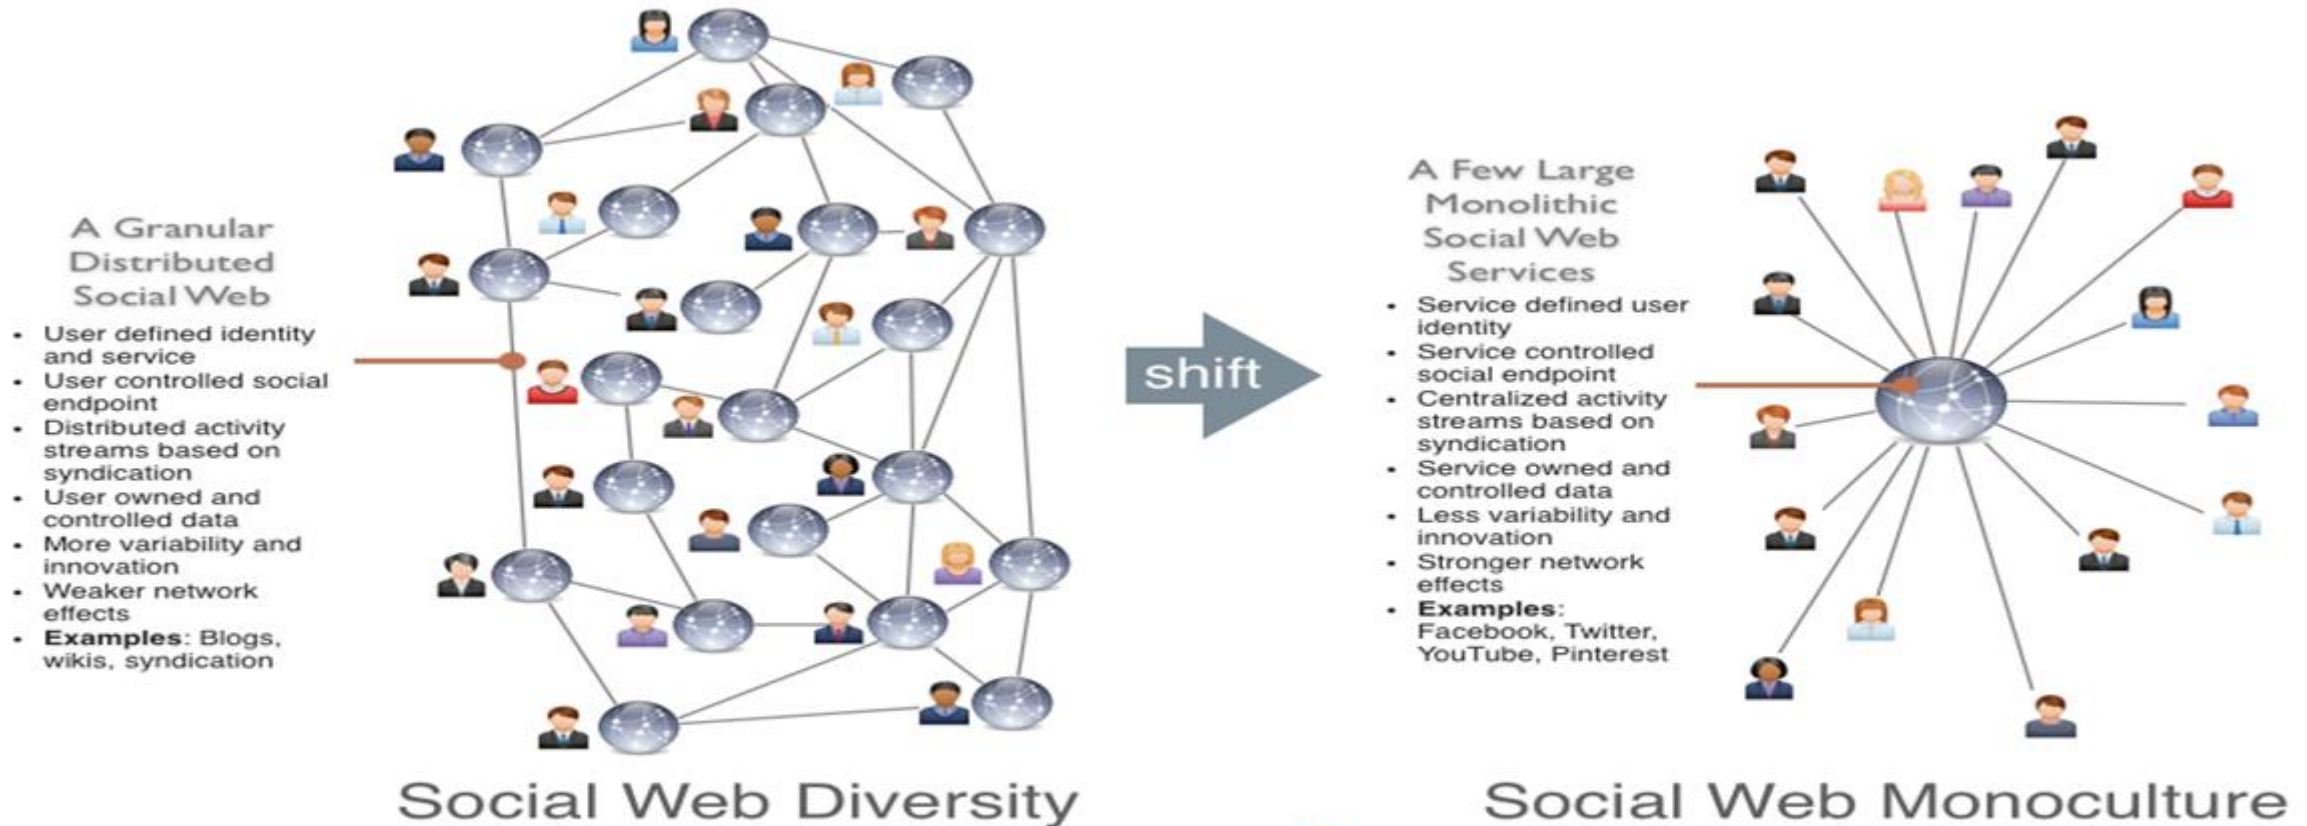 A Granular
Distributed
Social Web
• User defined identity
and service
• User controlled social
endpoint
• Distributed activity
streams based on
syndication
• User owned and
controlled data
• More variability and
innovation
• Weaker network
effects
• Examples: Blogs,
wikis, syndication
Social Web Diversity
shift
A Few Large
Monolithic
Social Web
Services
• Service defined user
identity
• Service controlled
social endpoint
• Centralized activity
streams based on
syndication
• Service owned and
controlled data
• Less variability and
innovation
• Stronger network
effects
• Examples:
Facebook, Twitter,
YouTube, Pinterest
Social Web Monoculture